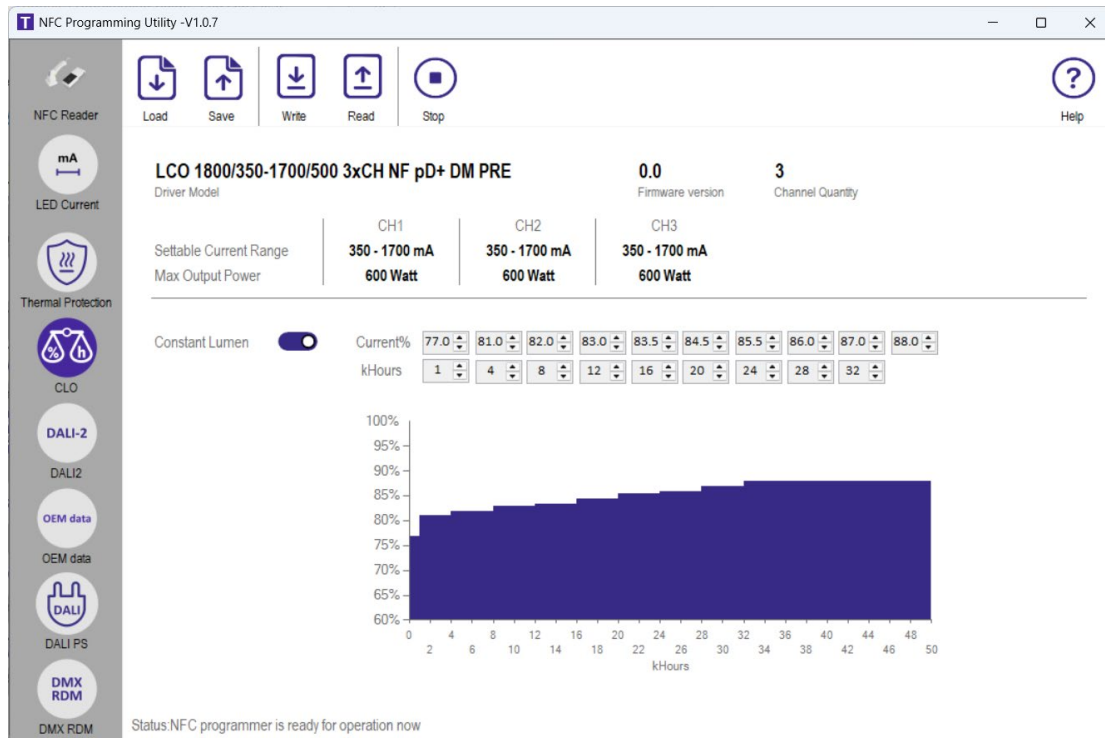 T NFC Programming Utility -V1.0.7
NFC Reader
mA
LED Current
Thermal Protection
% h
CLO
DALI-2
DALI2
OEM data
OEM data
DALI
DALI PS
DMX
RDM
DMX RDM
Load Save Write Read Stop
?
Help
LCO 1800/350-1700/500 3xCH NF pD+ DM PRE 0.0 3
Driver Model Firmware version Channel Quantity
CH1 CH2 CH3
Settable Current Range 350 - 1700 mA 350 - 1700 mA 350 - 1700 mA
Max Output Power 600 Watt 600 Watt 600 Watt
Constant Lumen Current% 77.0 81.0 82.0 83.0 83.5 84.5 85.5 86.0 87.0 88.0
kHours 1 4 8 12 16 20 24 28 32
100%
95%
90%
85%
80%
75%
70%
65%
60%
0 4 8 12 16 20 24 28 32 36 40 44 48
2 6 10 14 18 22 26 30 34 38 42 46 50
kHours
Status:NFC programmer is ready for operation now